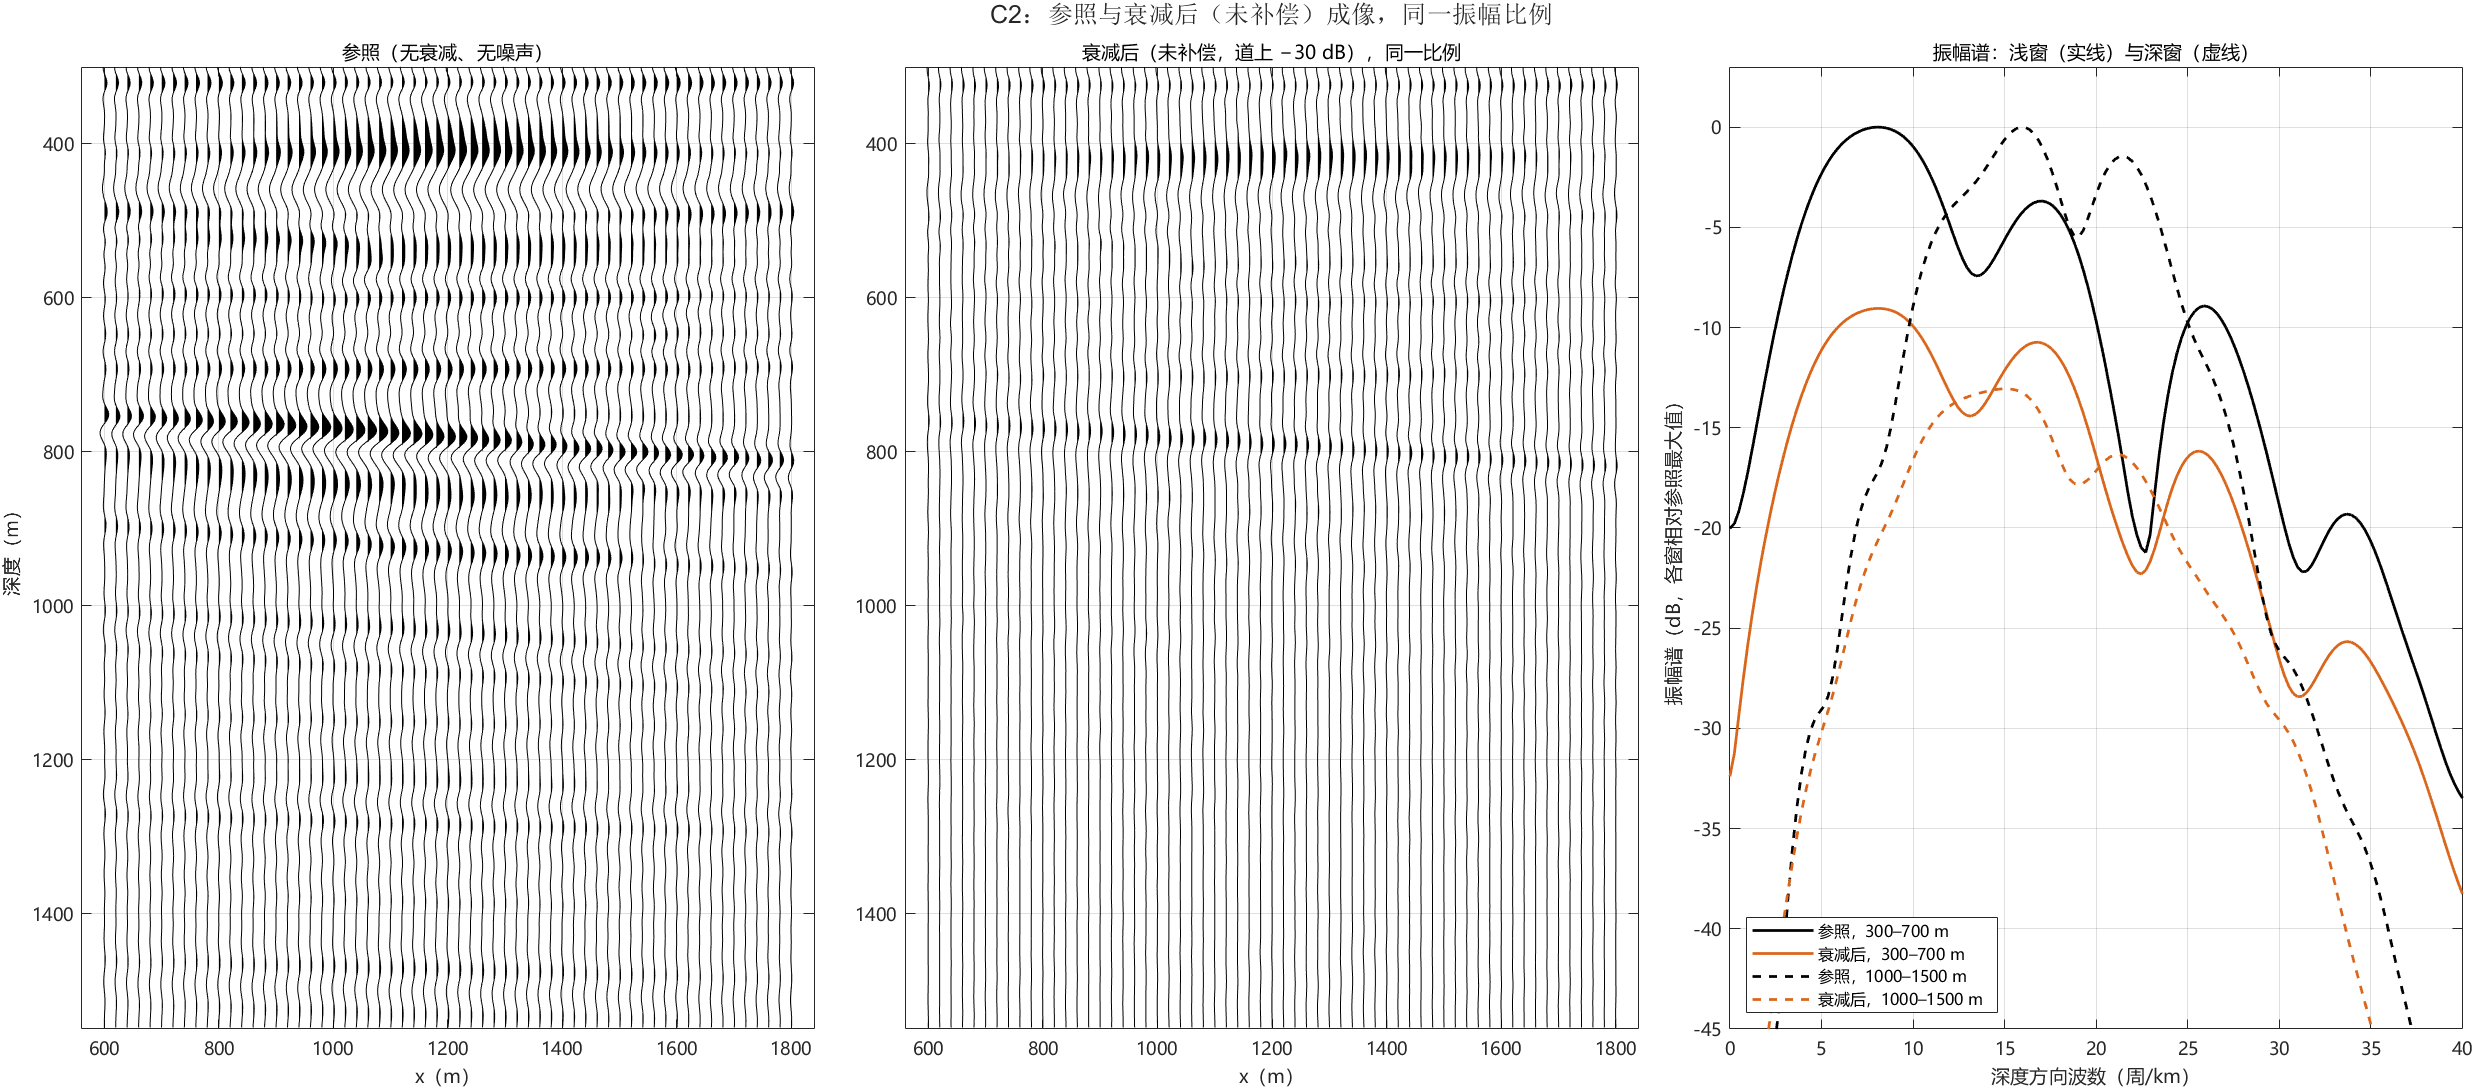 C2：参照与衰减后（未补偿）成像，同一振幅比例
参照（无衰减、无噪声）
400
600
800
1000
1200
1400
深度（m）
600 800 1000 1200 1400 1600 1800
x（m）
衰减后（未补偿，道上 −30 dB），同一比例
400
600
800
1000
1200
1400
600 800 1000 1200 1400 1600 1800
x（m）
振幅谱：浅窗（实线）与深窗（虚线）
0
-5
-10
-15
-20
-25
-30
-35
-40
-45
振幅谱（dB，各窗相对参照最大值）
参照，300–700 m
衰减后，300–700 m
参照，1000–1500 m
衰减后，1000–1500 m
0 5 10 15 20 25 30 35 40
深度方向波数（周/km）